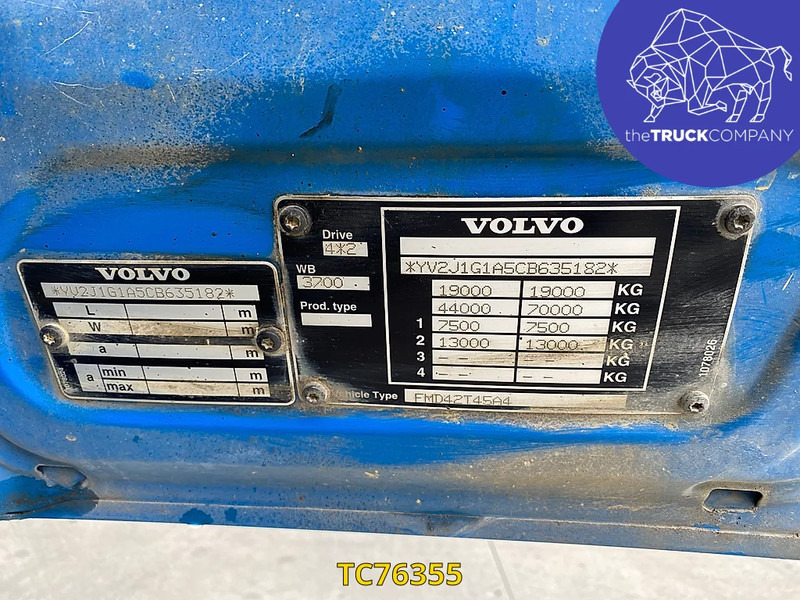 theTRUCKCOMPANY
VOLVO
*YV2J1G1A5CB635182*
L m
W m
a m
a min m
max m
VOLVO
Drive
4*2
*YV2J1G1A5CB635182*
WB
3700
19000 19000 KG
Prod. type
44000 70000 KG
1 7500 7500 KG
2 13000 13000 KG
3 -- -- KG
4 -- -- KG
Vehicle Type FMD42T45A4
1078026
TC76355